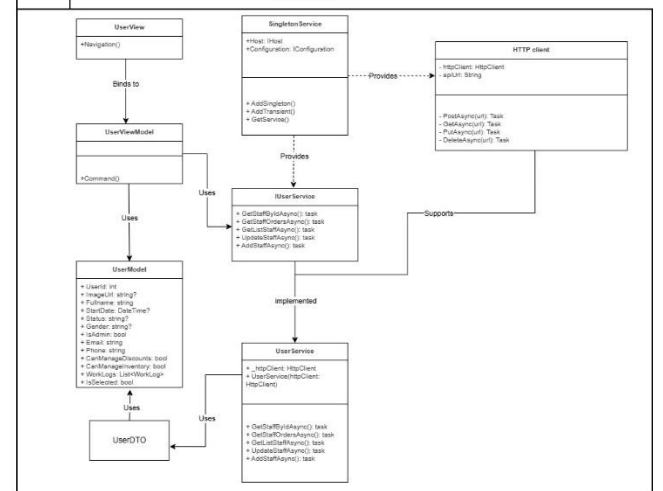 UserView
+Navigation()
Binds to
UserViewModel
+Command()
Uses
UserModel
+ UserId: int
+ ImageUrl: string?
+ Fullname: string
+ StartDate: DateTime?
+ Status: string?
+ Gender: string?
+ IsAdmin: bool
+ Email: string
+ Phone: string
+ CanManageDiscounts: bool
+ CanManageInventory: bool
+ WorkLogs: List<WorkLog>
+ IsSelected: bool
Uses
UserDTO
SingletonService
+Host: IHost
+Configuration: IConfiguration
+ AddSingleton()
+ AddTransient()
+ GetService()
Provides
Provides
Uses
IUserService
+ GetStaffByIdAsync(): task
+ GetStaffOrdersAsync(): task
+ GetListStaffAsync(): task
+ UpdateStaffAsync(): task
+ AddStaffAsync(): task
implemented
UserService
+ _httpClient: HttpClient
+ UserService(httpClient:
HttpClient)
+ GetStaffByIdAsync(): task
+ GetStaffOrdersAsync(): task
+ GetListStaffAsync(): task
+ UpdateStaffAsync(): task
+ AddStaffAsync(): task
Uses
HTTP client
- httpClient: HttpClient
- apiUrl: String
- PostAsync(url): Task
- GetAsync(url): Task
- PutAsync(url): Task
- DeleteAsync(url): Task
Supports